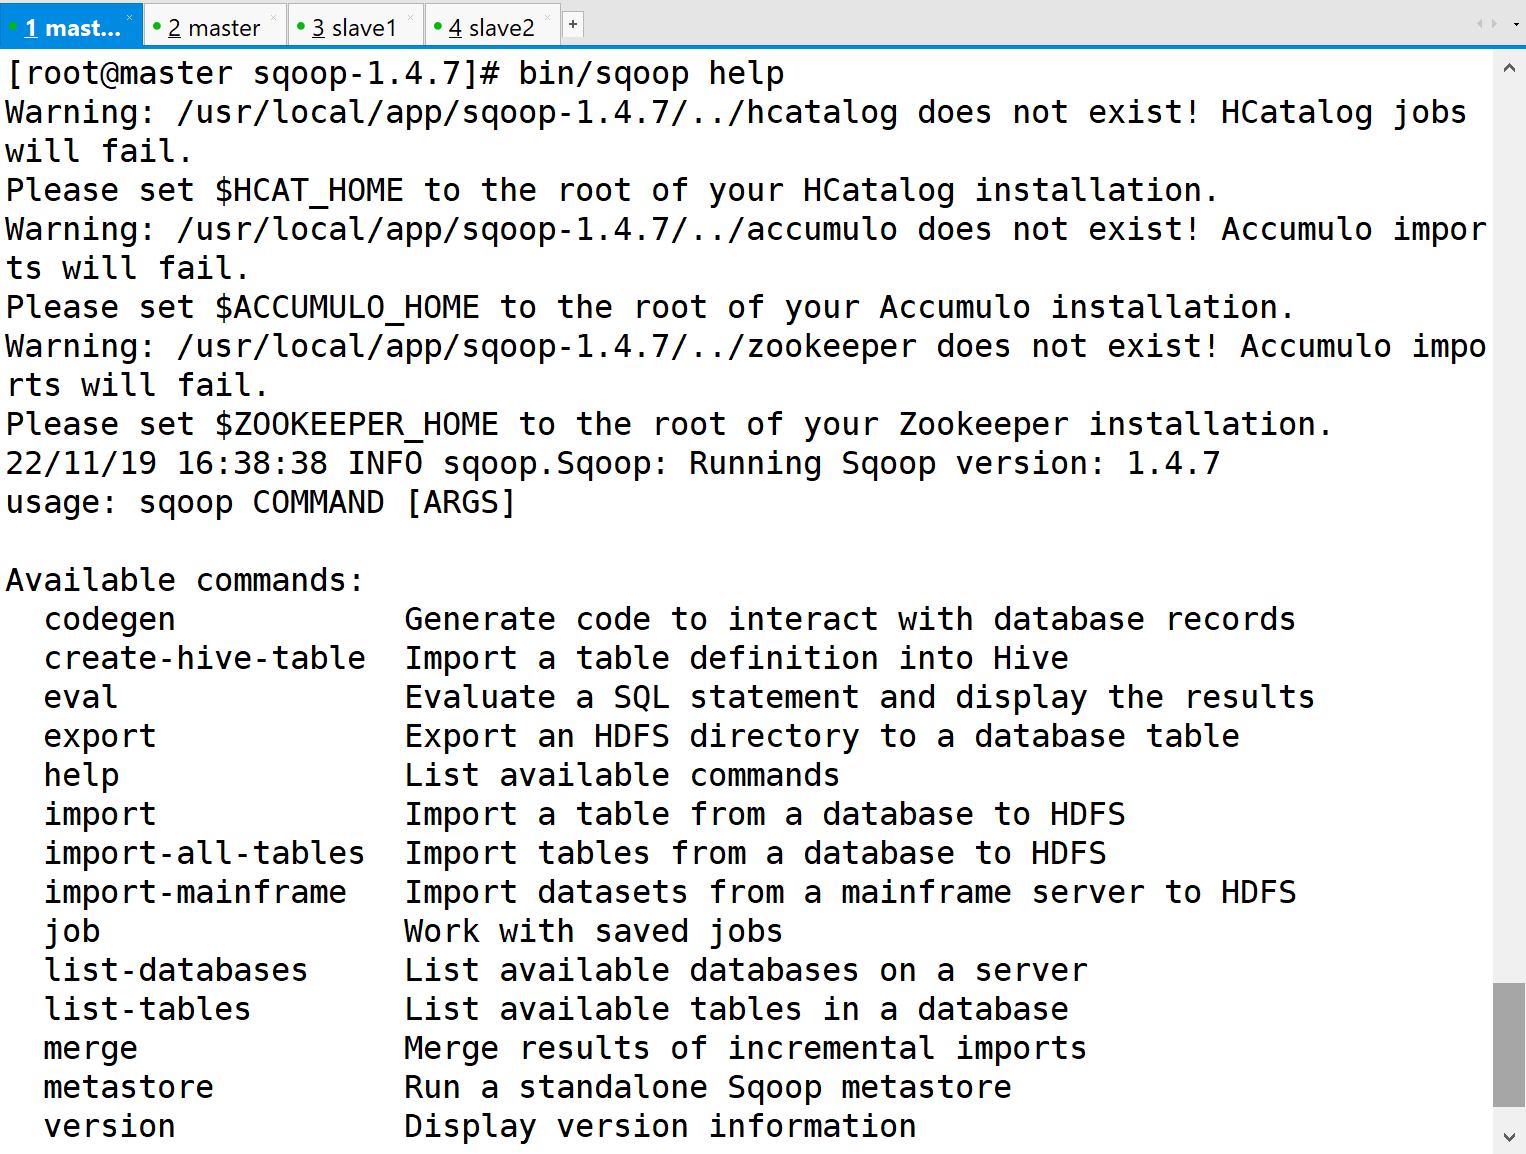 1 mast... 2 master 3 slave1 4 slave2 +
[root@master sqoop-1.4.7]# bin/sqoop help
Warning: /usr/local/app/sqoop-1.4.7/../hcatalog does not exist! HCatalog jobs
will fail.
Please set $HCAT_HOME to the root of your HCatalog installation.
Warning: /usr/local/app/sqoop-1.4.7/../accumulo does not exist! Accumulo impor
ts will fail.
Please set $ACCUMULO_HOME to the root of your Accumulo installation.
Warning: /usr/local/app/sqoop-1.4.7/../zookeeper does not exist! Accumulo impo
rts will fail.
Please set $ZOOKEEPER_HOME to the root of your Zookeeper installation.
22/11/19 16:38:38 INFO sqoop.Sqoop: Running Sqoop version: 1.4.7
usage: sqoop COMMAND [ARGS]

Available commands:
  codegen            Generate code to interact with database records
  create-hive-table  Import a table definition into Hive
  eval               Evaluate a SQL statement and display the results
  export             Export an HDFS directory to a database table
  help               List available commands
  import             Import a table from a database to HDFS
  import-all-tables  Import tables from a database to HDFS
  import-mainframe   Import datasets from a mainframe server to HDFS
  job                Work with saved jobs
  list-databases     List available databases on a server
  list-tables        List available tables in a database
  merge              Merge results of incremental imports
  metastore          Run a standalone Sqoop metastore
  version            Display version information